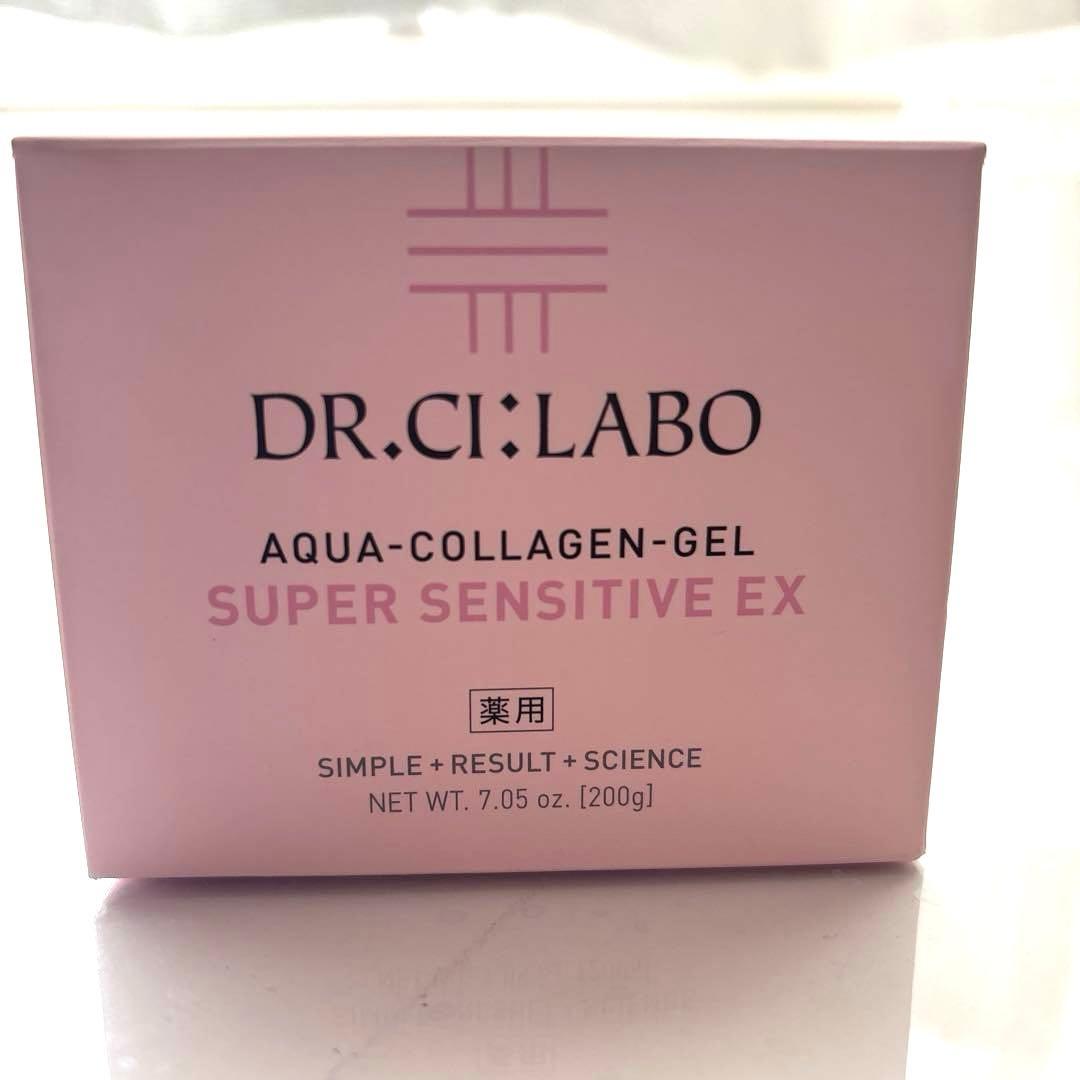 DR.CI:LABO
AQUA-COLLAGEN-GEL
SUPER SENSITIVE EX
薬用
SIMPLE + RESULT + SCIENCE
NET WT. 7.05 oz. [200g]